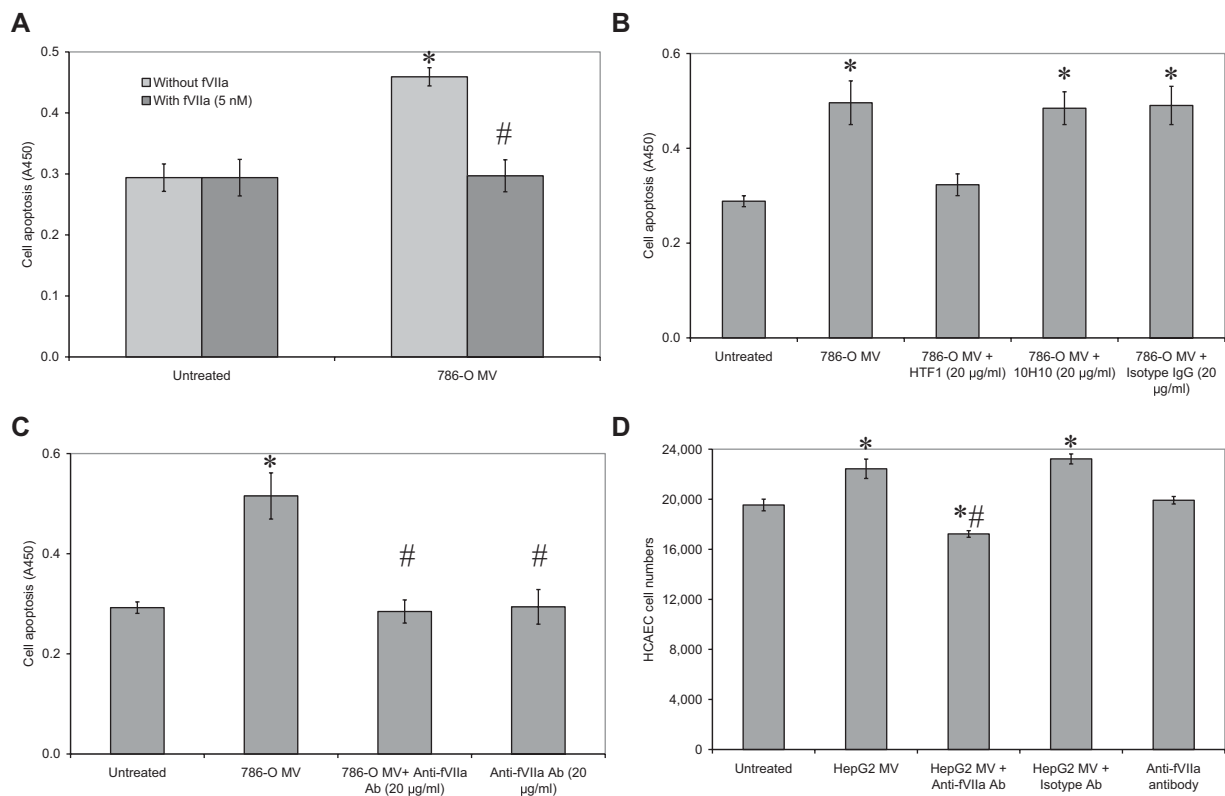 A
Cell apoptosis (A450)
0.5
0.4
0.3
0.2
0.1
0.0
Without fVIIa
With fVIIa (5 nM)
*
#
Untreated
786-O MV
B
Cell apoptosis (A450)
0.6
0.4
0.2
0.0
*
*
*
Untreated
786-O MV
786-O MV +
HTF1 (20 µg/ml)
786-O MV +
10H10 (20 µg/ml)
786-O MV +
Isotype IgG (20
µg/ml)
C
Cell apoptosis (A450)
0.6
0.4
0.2
0.0
*
#
#
Untreated
786-O MV
786-O MV+ Anti-fVIIa
Ab (20 µg/ml)
Anti-fVIIa Ab (20
µg/ml)
D
HCAEC cell numbers
24,000
20,000
16,000
12,000
8,000
4,000
0
*
*#
*
Untreated
HepG2 MV
HepG2 MV +
Anti-fVIIa Ab
HepG2 MV +
Isotype Ab
Anti-fVIIa
antibody